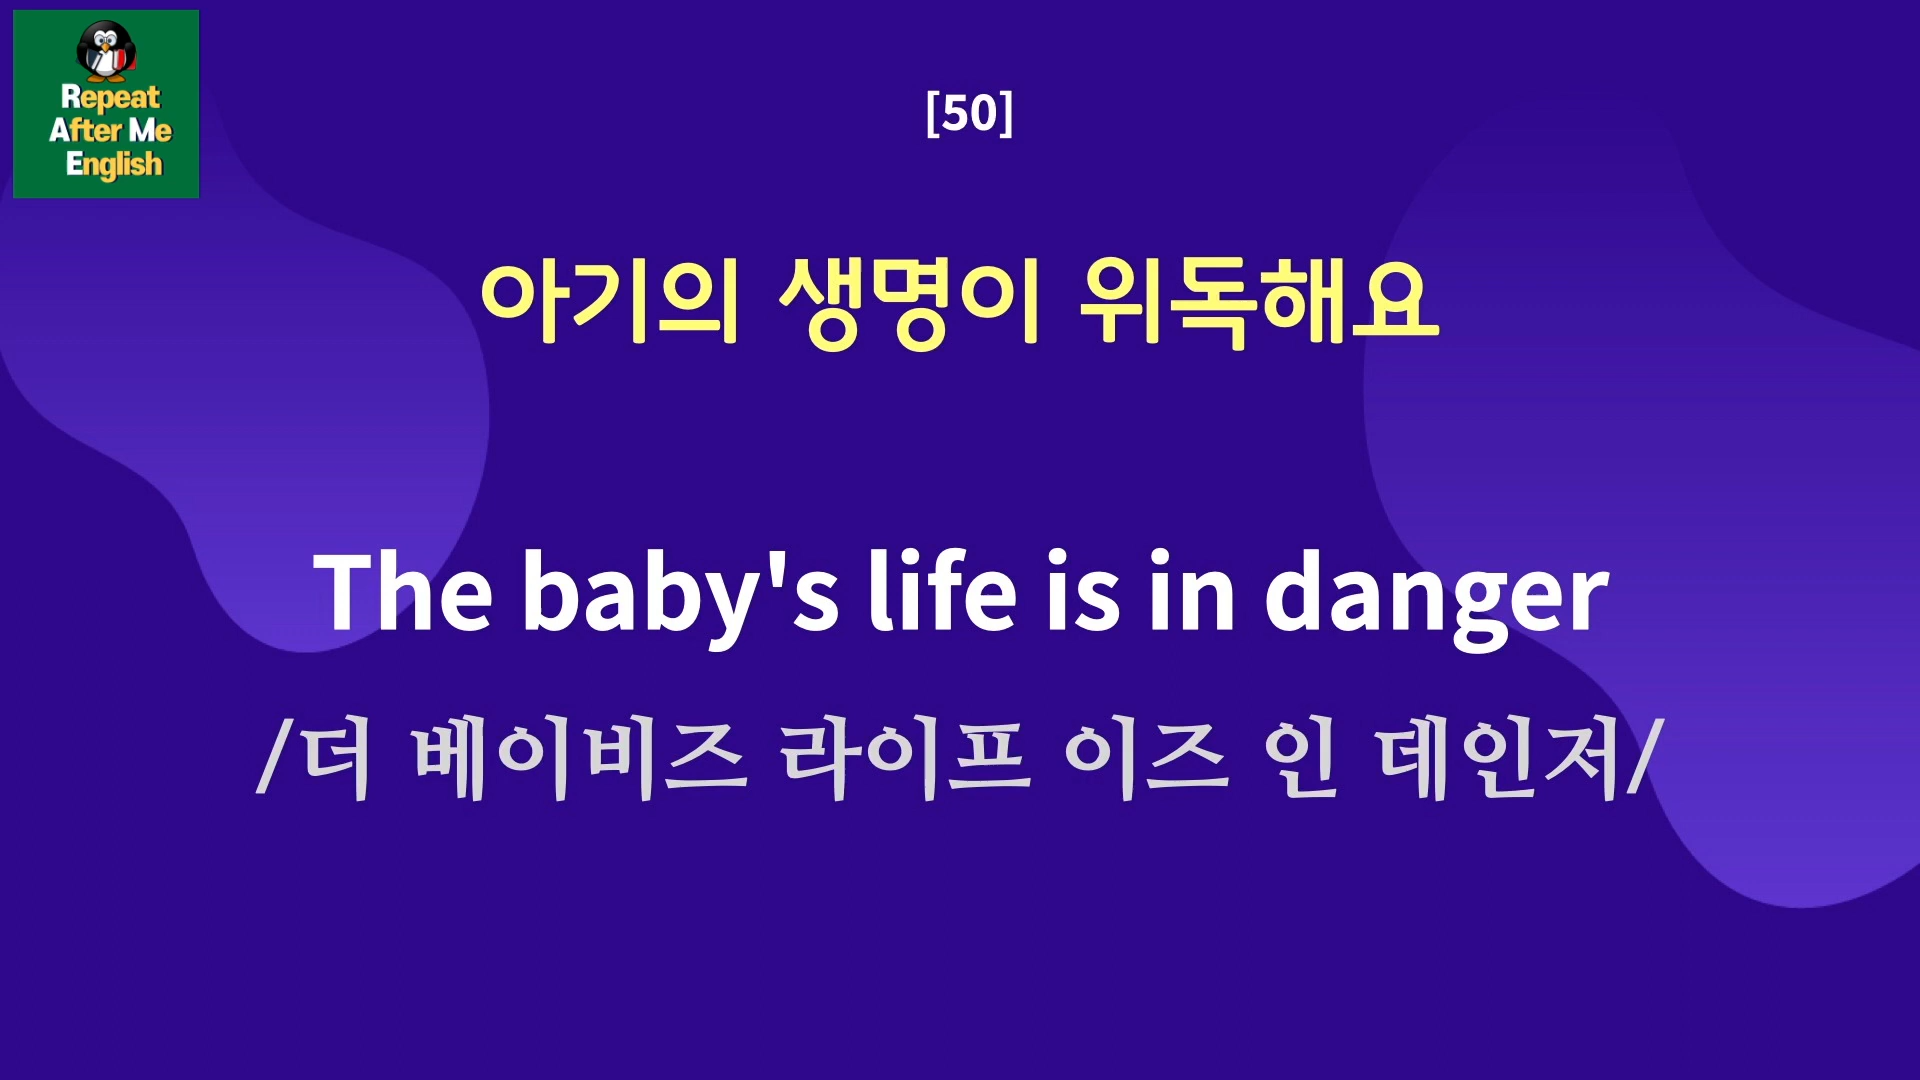 Repeat
After Me
English
[50]
아기의 생명이 위독해요
The baby's life is in danger
/더 베이비즈 라이프 이즈 인 데인저/